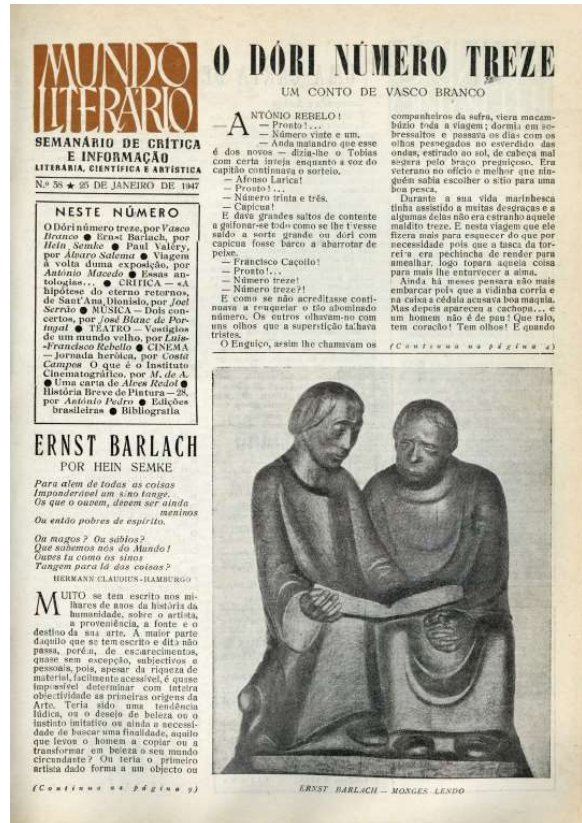 MUNDO
LITERÁRIO
SEMANÁRIO DE CRÍTICA
E INFORMAÇÃO
LITERARIA, CIENTÍFICA E ARTÍSTICA
N.º 38 ★ 25 DE JANEIRO DE 1947
NESTE NÚMERO
O Dóri número treze, por Vasco
Branco ● Ernst Barlach, por
Hein Semke ● Paul Valéry,
por Álvaro Salema ● Viagem
à volta duma exposição, por
António Macedo ● Essas an-
tologias... ● CRÍTICA — «A
hipótese do eterno retorno»,
de Sant'Ana Dionísio, por Joel
Serrão ● MÚSICA — Dois con-
certos, por José Blanc de Por-
tugal ● TEATRO — Vestígios
de um mundo velho, por Luis-
-Francisco Rebello ● CINEMA
— Jornada heróica, por Costa
Campos O que é o Instituto
Cinematográfico, por M. de A.
● Uma carta de Alves Redol ●
História Breve de Pintura — 28,
por António Pedro ● Edições
brasileiras ● Bibliografia
ERNST BARLACH
POR HEIN SEMKE
Para alem de todas as coisas
Imponderável um sino tange.
Os que o ouvem, devem ser ainda
meninos
Ou então pobres de espírito.
Ou magos? Ou sábios?
Que sabemos nós do Mundo!
Ouves tu como os sinos
Tangem para lá das coisas?
HERMANN CLAUDIUS-HAMBURGO
MUITO se tem escrito nos mi-
lhares de anos da história da
humanidade, sobre o artista,
a proveniência, a fonte e o
destino da sua arte. A maior parte
daquilo que se tem escrito e dito não
passa, porém, de escarecimentos,
quase sem excepção, subjectivos e
pessoais, pois, apesar da riqueza de
material, fàcilmente acessível, é quase
impossível determinar com inteira
objectividade as primeiras origens da
Arte. Teria sido uma tendência
lúdica, ou o desejo de beleza ou o
instinto imitativo ou ainda a necessi-
dade de buscar uma finalidade, aquilo
que levou o homem a copiar ou a
transformar em beleza o seu mundo
circundante? Ou teria o primeiro
artista dado forma a um objecto ou
(Continua na página 9)
O DÓRI NÚMERO TREZE
UM CONTO DE VASCO BRANCO
— ANTÓNIO REBELO!
— Pronto!...
— Número vinte e um.
— Anda malandro que esse
é dos novos — dizia-lhe o Tobias
com certa inveja enquanto a voz do
capitão continuava o sorteio.
— Afonso Larica!
— Pronto!...
— Número trinta e três.
— Capicua!
E dava grandes saltos de contente
a galfonar-se todo como se lhe tivesse
saído a sorte grande ou dóri com
capicua fosse barco a abarrotar de
peixe.
— Francisco Caçoilo!
— Pronto!...
— Número treze!
— Número treze?!
E como se não acreditasse conti-
nuava a the tão abominado
número. Os outros olhavam-no com
uns olhos que a superstição talhava
tristes.
O Enguiço, assim lhe chamavam os
companheiros da safra, viera macam-
búzio toda a viagem; dormia em so-
bressaltos e passava os dias com os
olhos pesnegados no esverdido das
ondas, estirado ao sol, de cabeça mal
segera pelo braço preguiçoso. Era
veterano no ofício e melhor que nin-
guém sabia escolher o sítio para uma
boa pesca.
Durante a sua vida marinhesca
tinha assistido a muitas desgraças e a
algumas delas não era estranho aquele
maldito treze. E nesta viagem que ele
fizera mais para esquecer do que por
necessidade pois que a tasca da tor-
reira era pechincha de render para
amealhar, logo topara aquela coisa
para mais lhe enturvecer a alma.
Ainda há meses pensara não mais
embarcar pois que a vidinha corria e
na caixa a cédula acusava boa maquia.
Mas depois apareceu a cachopa... e
um homem não é de pau! Que raio,
tem coração! Tem olhos! E quando
(Continua na página 4)
ERNST BARLACH — MONGES LENDO